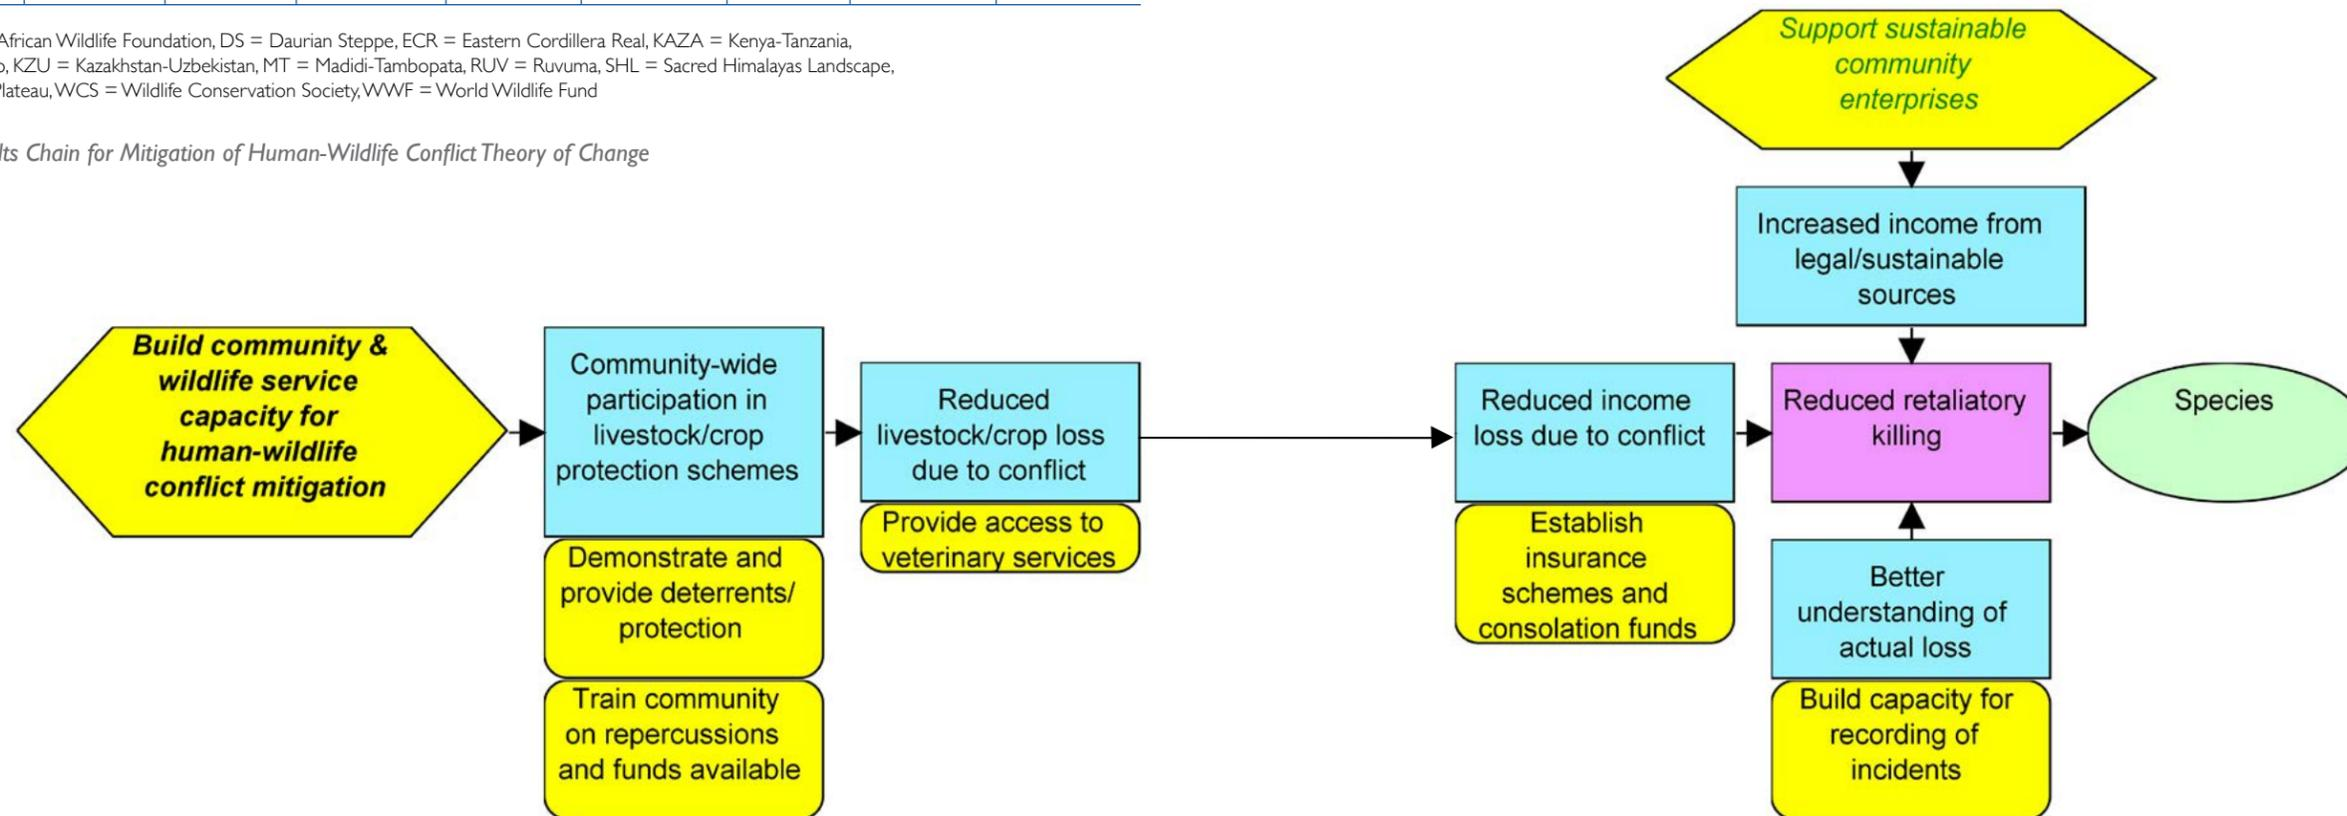 African Wildlife Foundation, DS = Daurian Steppe, ECR = Eastern Cordillera Real, KAZA = Kenya-Tanzania,
KZU = Kazakhstan-Uzbekistan, MT = Madidi-Tambopata, RUV = Ruvuma, SHL = Sacred Himalayas Landscape,
Plateau, WCS = Wildlife Conservation Society, WWF = World Wildlife Fund
lts Chain for Mitigation of Human-Wildlife Conflict Theory of Change
Support sustainable
community
enterprises
Increased income from
legal/sustainable
sources
Build community &
wildlife service
capacity for
human-wildlife
conflict mitigation
Community-wide
participation in
livestock/crop
protection schemes
Demonstrate and
provide deterrents/
protection
Train community
on repercussions
and funds available
Reduced
livestock/crop loss
due to conflict
Provide access to
veterinary services
Reduced income
loss due to conflict
Establish
insurance
schemes and
consolation funds
Reduced retaliatory
killing
Better
understanding of
actual loss
Build capacity for
recording of
incidents
Species